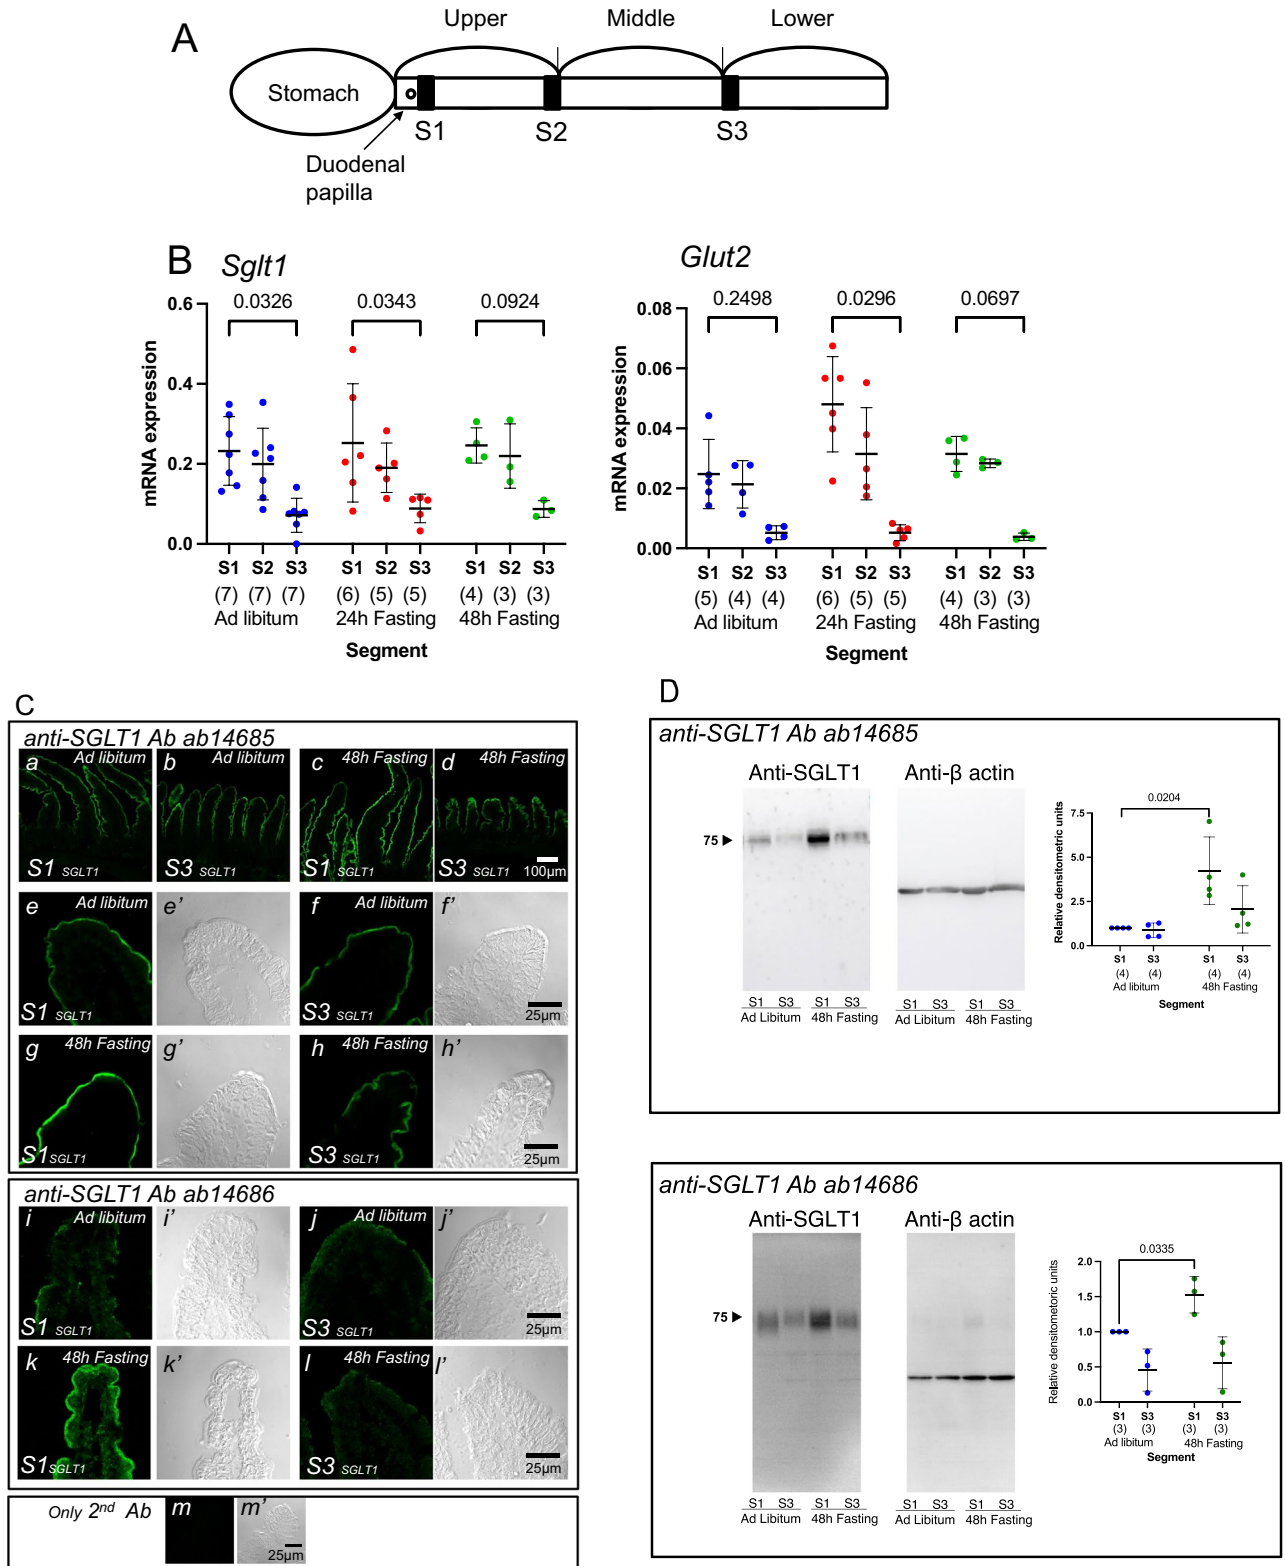 A
Upper Middle Lower
Stomach
S1 S2 S3
Duodenal
papilla
B
Sglt1
0.0326 0.0343 0.0924
mRNA expression
0.6
0.4
0.2
0.0
S1 S2 S3 S1 S2 S3 S1 S2 S3
(7) (7) (7) (6) (5) (5) (4) (3) (3)
Ad libitum 24h Fasting 48h Fasting
Segment
Glut2
0.2498 0.0296 0.0697
mRNA expression
0.08
0.06
0.04
0.02
0.00
S1 S2 S3 S1 S2 S3 S1 S2 S3
(5) (4) (4) (6) (5) (5) (4) (3) (3)
Ad libitum 24h Fasting 48h Fasting
Segment
C
anti-SGLT1 Ab ab14685
a Ad libitum b Ad libitum c 48h Fasting d 48h Fasting
S1 SGLT1 S3 SGLT1 S1 SGLT1 S3 SGLT1 100μm
e Ad libitum e' f Ad libitum f'
S1 SGLT1 S3 SGLT1 25μm
g 48h Fasting g' h 48h Fasting h'
S1 SGLT1 S3 SGLT1 25μm
anti-SGLT1 Ab ab14686
i Ad libitum i' j Ad libitum j'
S1 SGLT1 S3 SGLT1 25μm
k 48h Fasting k' l 48h Fasting l'
S1 SGLT1 S3 SGLT1 25μm
Only 2nd Ab m m'
25μm
D
anti-SGLT1 Ab ab14685
Anti-SGLT1 Anti-β actin
75
S1 S3 S1 S3
Ad Libitum 48h Fasting
S1 S3 S1 S3
Ad Libitum 48h Fasting
0.0204
Relative densitometric units
7.5
5.0
2.5
0.0
S1 S3 S1 S3
(4) (4) (4) (4)
Ad libitum 48h Fasting
Segment
anti-SGLT1 Ab ab14686
Anti-SGLT1 Anti-β actin
75
S1 S3 S1 S3
Ad Libitum 48h Fasting
S1 S3 S1 S3
Ad Libitum 48h Fasting
0.0335
Relative densitometoric units
2.0
1.5
1.0
0.5
0.0
S1 S3 S1 S3
(3) (3) (3) (3)
Ad libitum 48h Fasting
Segment